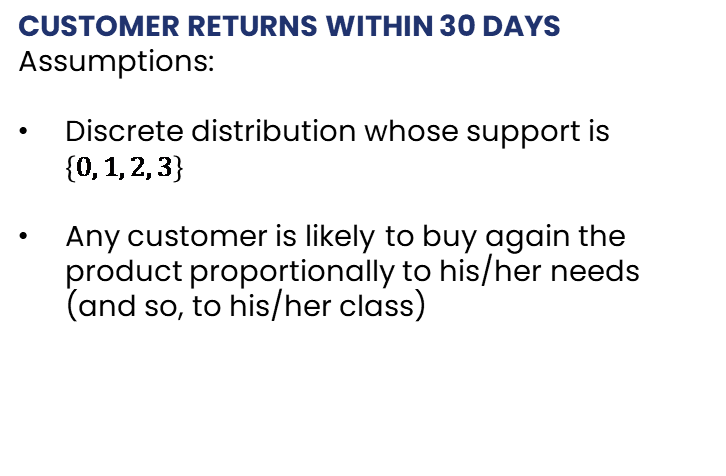 CUSTOMER RETURNS WITHIN 30 DAYS
Assumptions:
• Discrete distribution whose support is
{0, 1, 2, 3}
• Any customer is likely to buy again the
product proportionally to his/her needs
(and so, to his/her class)